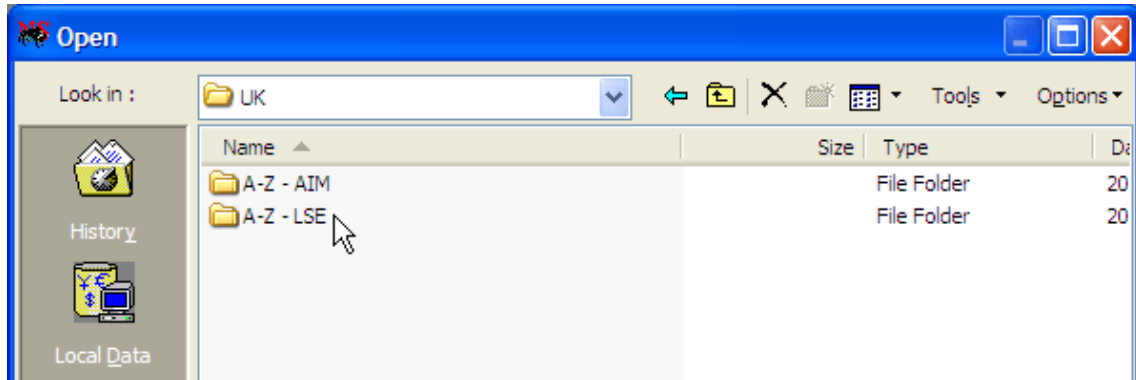 Open
Look in : UK Tools Options
Name Size Type Da
A-Z - AIM File Folder 20
A-Z - LSE File Folder 20
History
Local Data